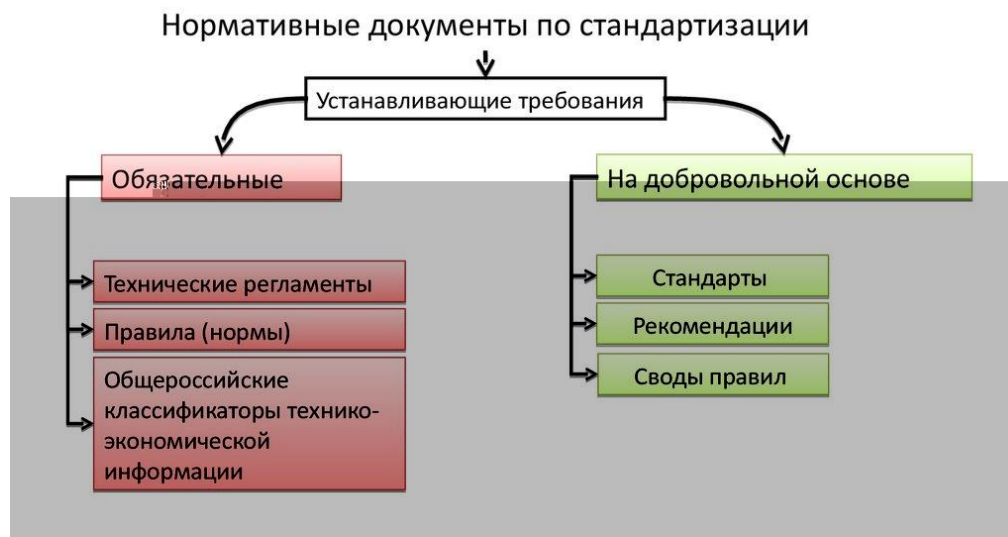 Нормативные документы по стандартизации
Устанавливающие требования
Обязательные
На добровольной основе
Технические регламенты
Правила (нормы)
Общероссийские
классификаторы технико-
экономической
информации
Стандарты
Рекомендации
Своды правил